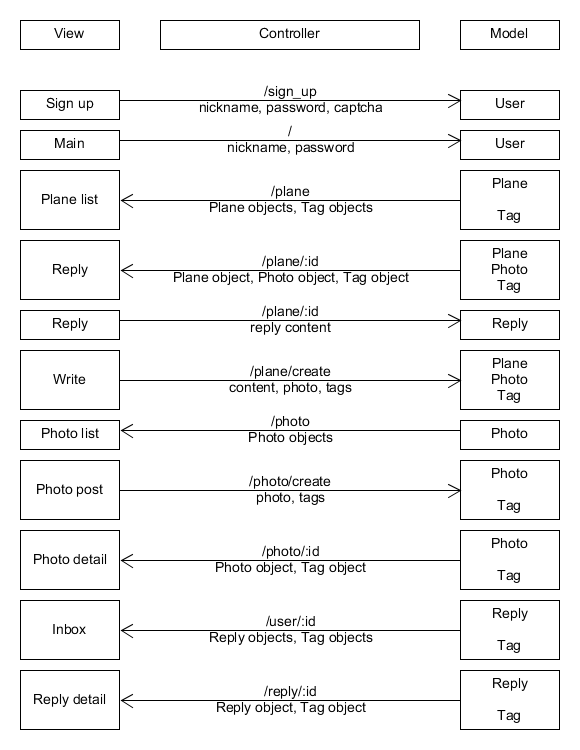 View
Controller
Model
Sign up
/sign_up
nickname, password, captcha
User
Main
/
nickname, password
User
Plane list
/plane
Plane objects, Tag objects
Plane
Tag
Reply
/plane/:id
Plane object, Photo object, Tag object
Plane
Photo
Tag
Reply
/plane/:id
reply content
Reply
Write
/plane/create
content, photo, tags
Plane
Photo
Tag
Photo list
/photo
Photo objects
Photo
Photo post
/photo/create
photo, tags
Photo
Tag
Photo detail
/photo/:id
Photo object, Tag object
Photo
Tag
Inbox
/user/:id
Reply objects, Tag objects
Reply
Tag
Reply detail
/reply/:id
Reply object, Tag object
Reply
Tag